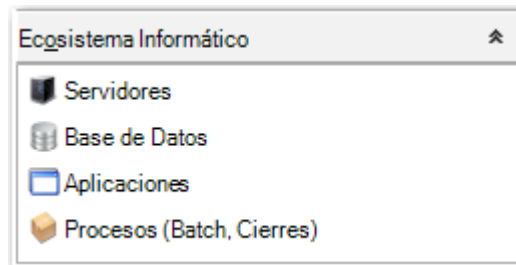 Ecosistema Informático
Servidores
Base de Datos
Aplicaciones
Procesos (Batch, Cierres)